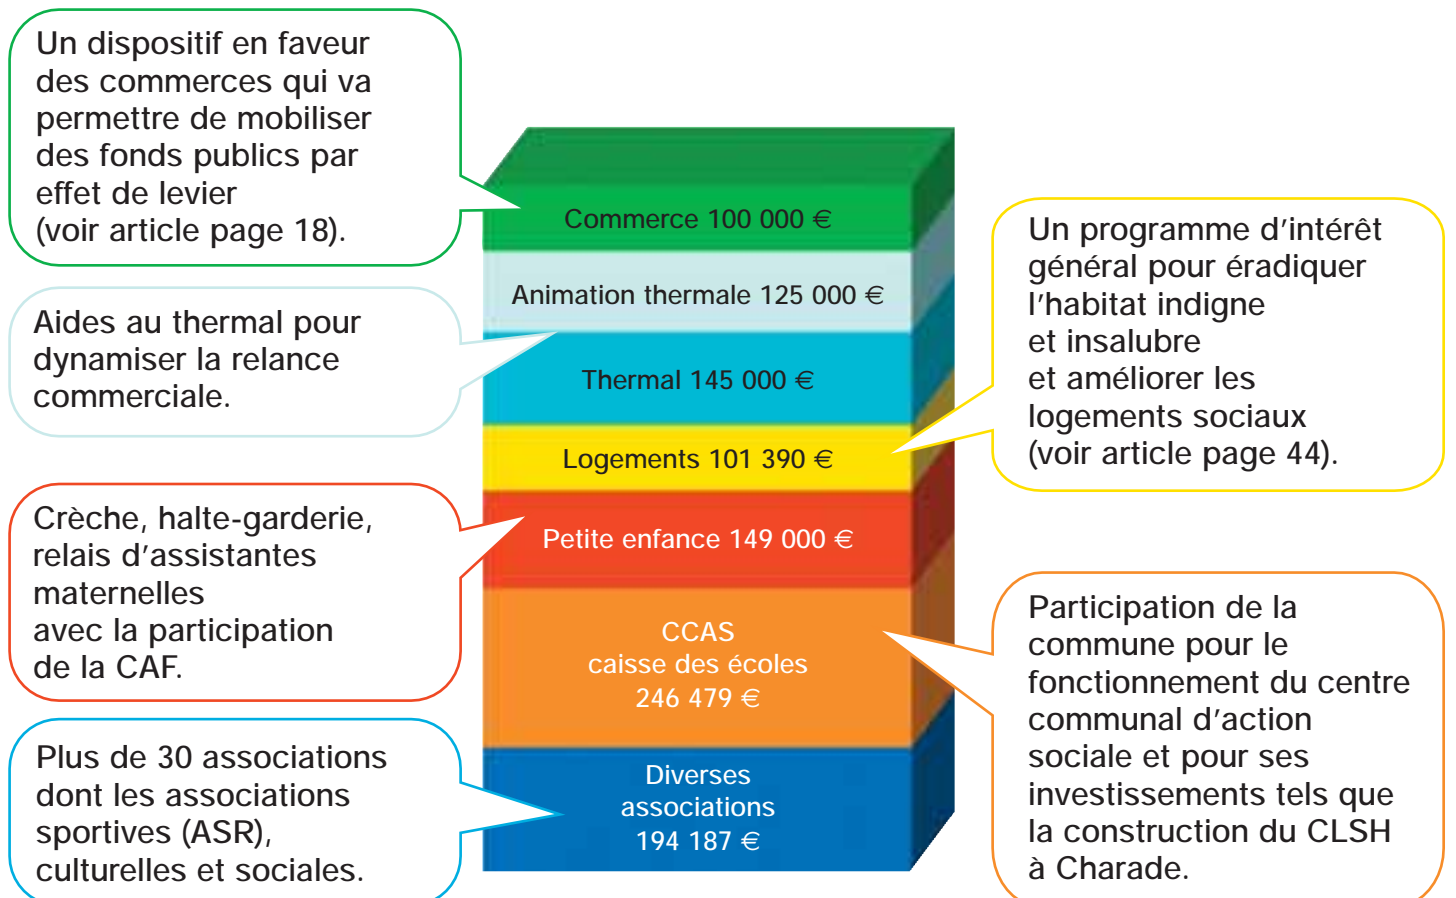 Un dispositif en faveur
des commerces qui va
permettre de mobiliser
des fonds publics par
effet de levier
(voir article page 18).
Aides au thermal pour
dynamiser la relance
commerciale.
Crèche, halte-garderie,
relais d’assistantes
maternelles
avec la participation
de la CAF.
Plus de 30 associations
dont les associations
sportives (ASR),
culturelles et sociales.
Commerce 100 000 €
Animation thermale 125 000 €
Thermal 145 000 €
Logements 101 390 €
Petite enfance 149 000 €
CCAS
caisse des écoles
246 479 €
Diverses
associations
194 187 €
Un programme d’intérêt
général pour éradiquer
l’habitat indigne
et insalubre
et améliorer les
logements sociaux
(voir article page 44).
Participation de la
commune pour le
fonctionnement du centre
communal d’action
sociale et pour ses
investissements tels que
la construction du CLSH
à Charade.